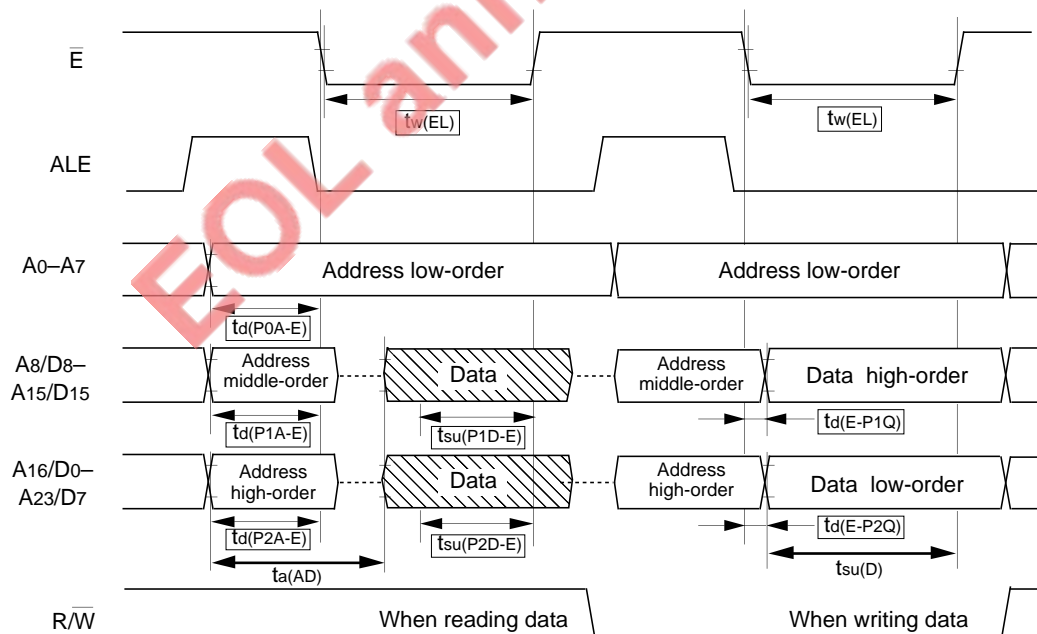 E
tw(EL) tw(EL)
ALE
A0–A7 Address low-order Address low-order
td(P0A-E)
A8/D8–
A15/D15
Address
middle-order
Data
Address
middle-order
Data high-order
td(P1A-E) tsu(P1D-E) td(E-P1Q)
A16/D0–
A23/D7
Address
high-order
Data
Address
high-order
Data low-order
td(P2A-E) tsu(P2D-E) td(E-P2Q)
ta(AD) tsu(D)
R/W When reading data When writing data
EOL ann